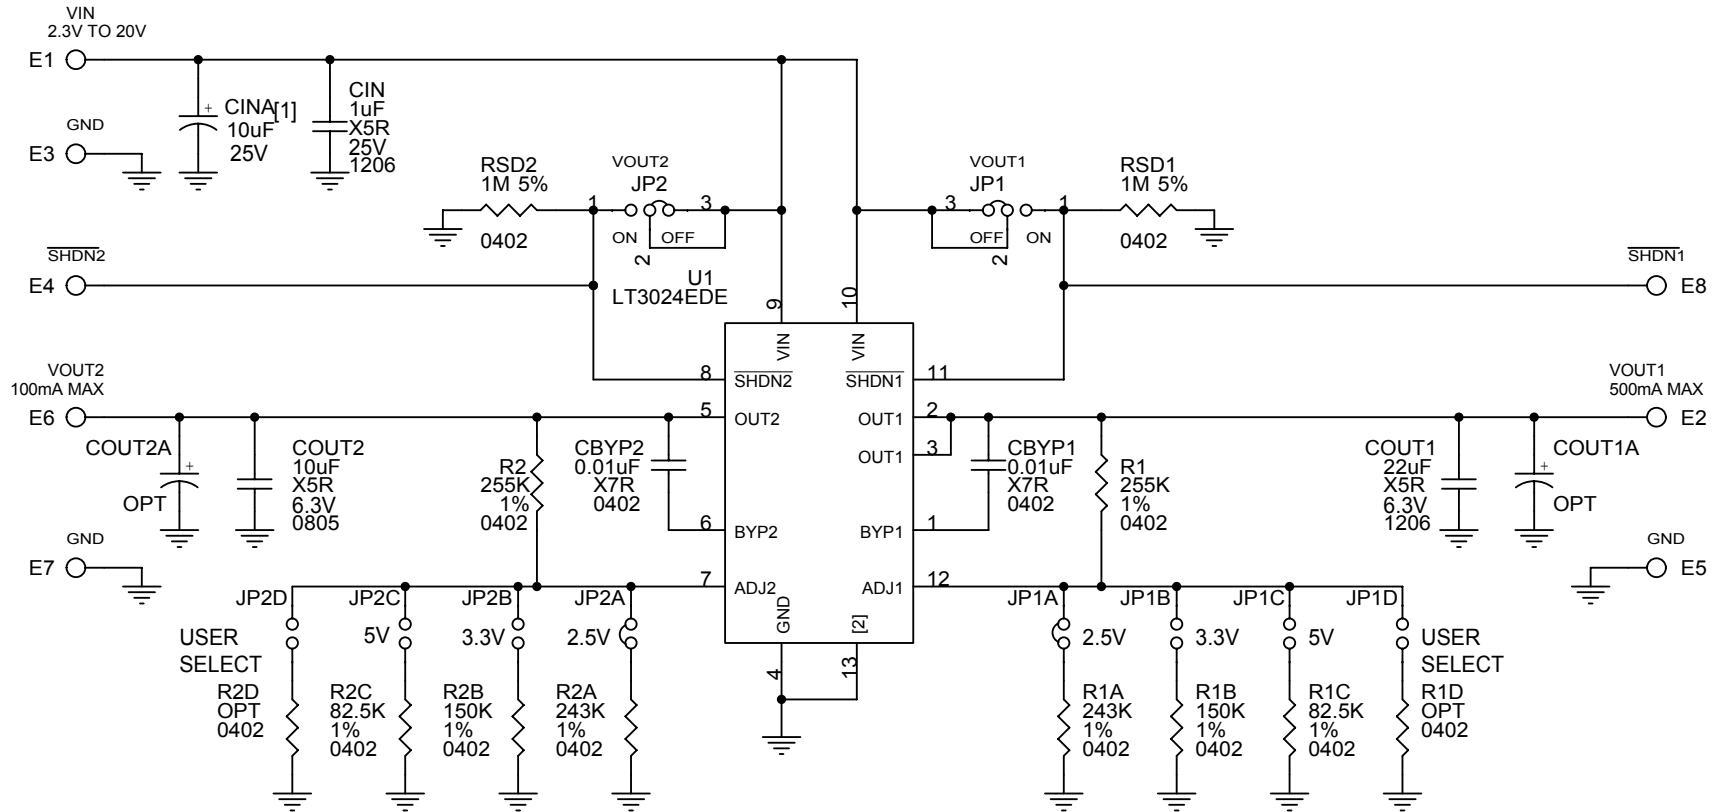 VIN
2.3V TO 20V
E1
CINA[1]
+
10uF
25V
CIN
1uF
X5R
25V
1206
GND
E3
RSD2
1M 5%
0402
VOUT2
JP2
1
3
ON
OFF
2
VOUT1
JP1
3
1
OFF
ON
2
RSD1
1M 5%
0402
SHDN2
E4
SHDN1
E8
U1
LT3024EDE
9
10
VIN
VIN
8
SHDN2
SHDN1
11
5
OUT2
OUT1
2
OUT1
3
6
BYP2
BYP1
1
7
ADJ2
ADJ1
12
GND
[2]
4
13
VOUT2
100mA MAX
E6
COUT2A
+
OPT
COUT2
10uF
X5R
6.3V
0805
R2
255K
1%
0402
CBYP2
0.01uF
X7R
0402
CBYP1
0.01uF
X7R
0402
R1
255K
1%
0402
COUT1
22uF
X5R
6.3V
1206
COUT1A
+
OPT
VOUT1
500mA MAX
E2
GND
E7
GND
E5
JP2D
USER
SELECT
R2D
OPT
0402
JP2C
5V
R2C
82.5K
1%
0402
JP2B
3.3V
R2B
150K
1%
0402
JP2A
2.5V
R2A
243K
1%
0402
JP1A
2.5V
R1A
243K
1%
0402
JP1B
3.3V
R1B
150K
1%
0402
JP1C
5V
R1C
82.5K
1%
0402
JP1D
USER
SELECT
R1D
OPT
0402